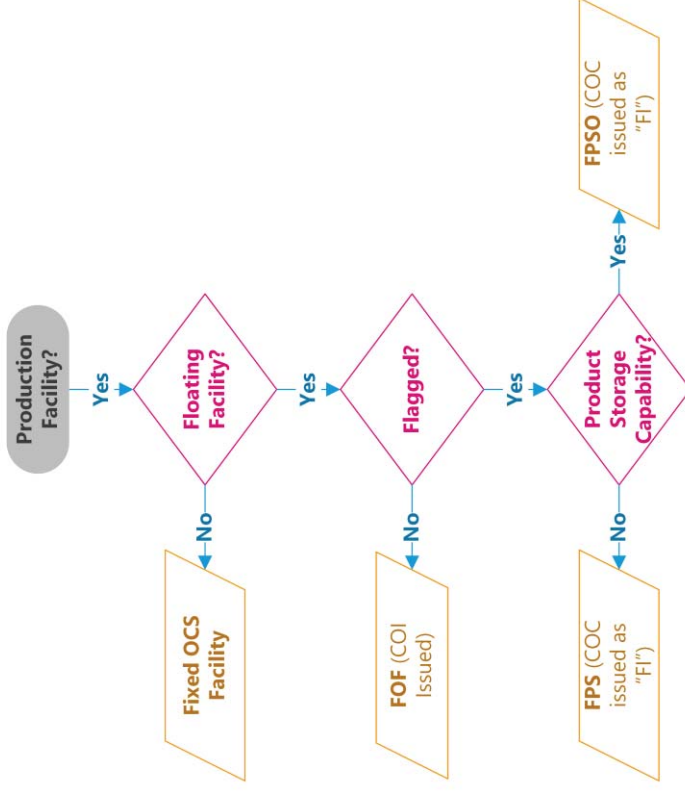 Production
Facility?
Yes
Floating
Facility?
No
Fixed OCS
Facility
Yes
Flagged?
No
FOF (COI
Issued)
Yes
Product
Storage
Capability?
No
FPS (COC
issued as
"FI")
Yes
FPSO (COC
issued as
"FI")